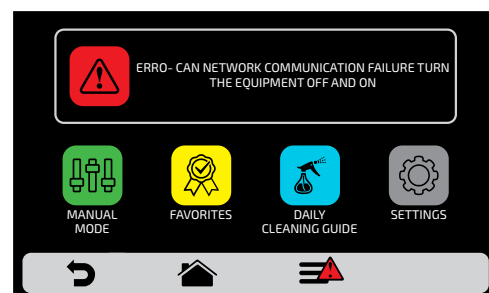 ERRO- CAN NETWORK COMMUNICATION FAILURE TURN
THE EQUIPMENT OFF AND ON
MANUAL
MODE
FAVORITES
DAILY
CLEANING GUIDE
SETTINGS